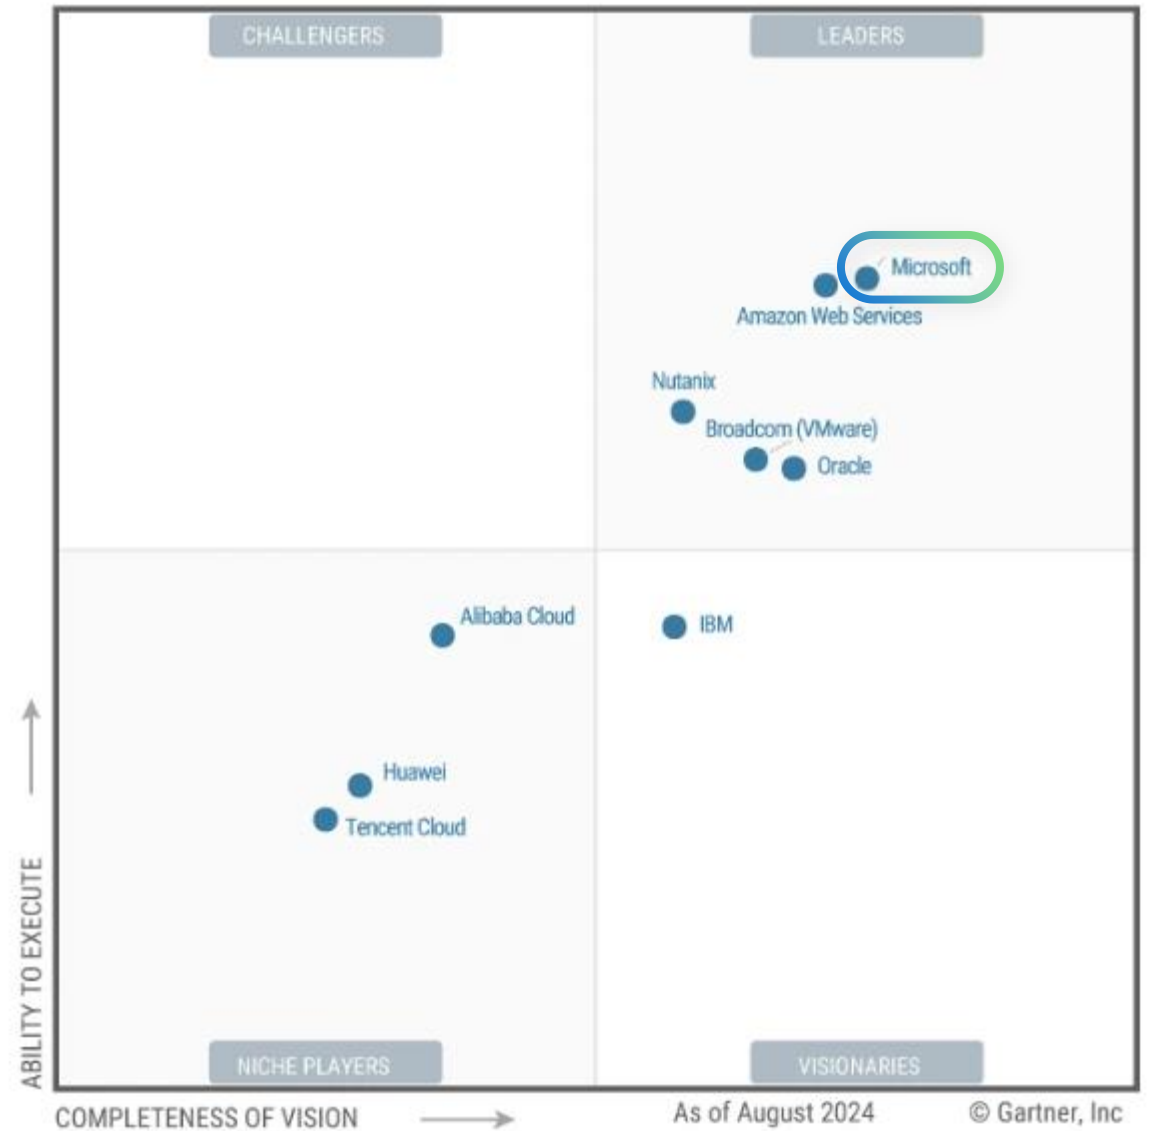 CHALLENGERS
LEADERS
Microsoft
Amazon Web Services
Nutanix
Broadcom (VMware)
Oracle
Alibaba Cloud
IBM
Huawei
Tencent Cloud
ABILITY TO EXECUTE
NICHE PLAYERS
VISIONARIES
COMPLETENESS OF VISION
As of August 2024
© Gartner, Inc